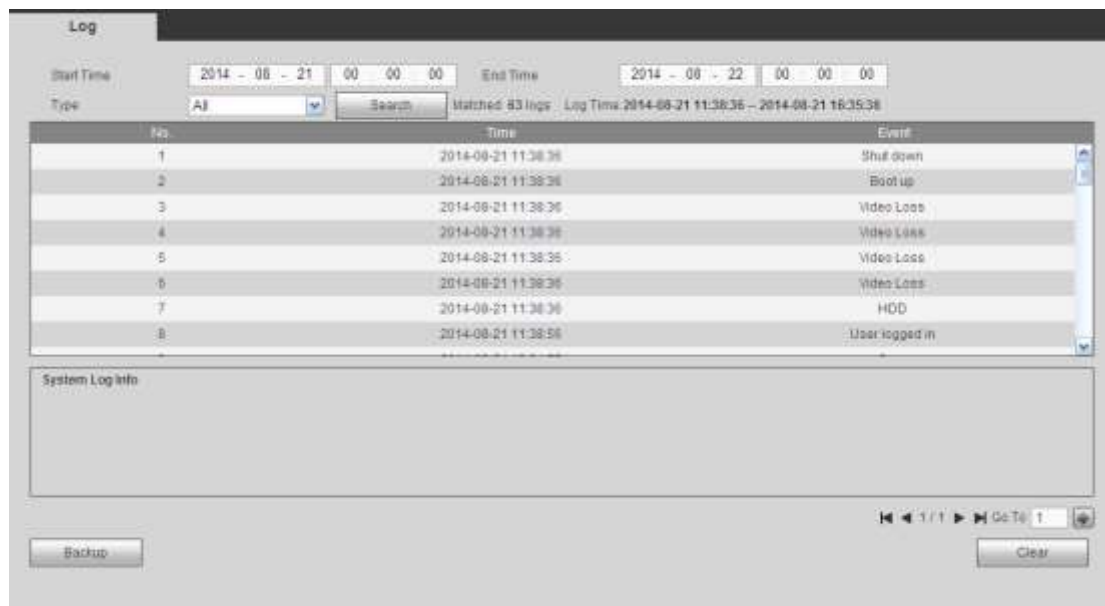 Log
Start Time 2014 - 08 - 21 00 00 00 End Time 2014 - 08 - 22 00 00 00
Type All Search Matched 63 logs Log Time 2014-08-21 11:38:36 -- 2014-08-21 16:35:36
No. Time Event
1 2014-08-21 11:38:36 Shut down
2 2014-08-21 11:38:36 Boot up
3 2014-08-21 11:38:36 Video Loss
4 2014-08-21 11:38:36 Video Loss
5 2014-08-21 11:38:36 Video Loss
6 2014-08-21 11:38:36 Video Loss
7 2014-08-21 11:38:36 HDD
8 2014-08-21 11:38:56 User logged in
System Log Info
1 / 1 Go To 1
Backup Clear